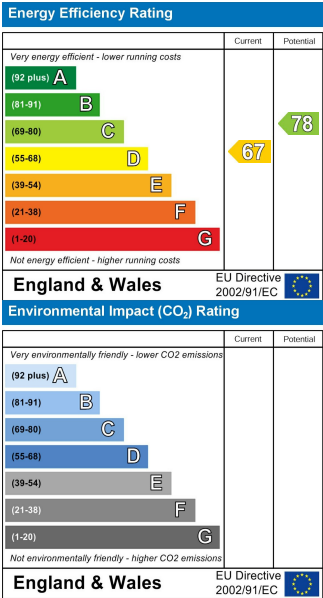 Energy Efficiency Rating
Current Potential
Very energy efficient - lower running costs
(92 plus) A
(81-91) B
(69-80) C
(55-68) D
(39-54) E
(21-38) F
(1-20) G
67
78
Not energy efficient - higher running costs
England & Wales
EU Directive
2002/91/EC
Environmental Impact (CO₂) Rating
Current Potential
Very environmentally friendly - lower CO2 emissions
(92 plus) A
(81-91) B
(69-80) C
(55-68) D
(39-54) E
(21-38) F
(1-20) G
Not environmentally friendly - higher CO2 emissions
England & Wales
EU Directive
2002/91/EC